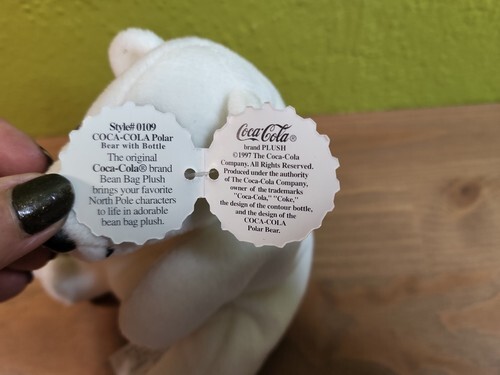 Style# 0109
COCA-COLA Polar
Bear with Bottle
The original
Coca-Cola® brand
Bean Bag Plush
brings your favorite
North Pole characters
to life in adorable
bean bag plush.
Coca-Cola®
brand PLUSH
©1997 The Coca-Cola
Company. All Rights Reserved.
Produced under the authority
of The Coca-Cola Company,
owner of the trademarks
"Coca-Cola," "Coke,"
the design of the contour bottle,
and the design of the
COCA-COLA
Polar Bear.